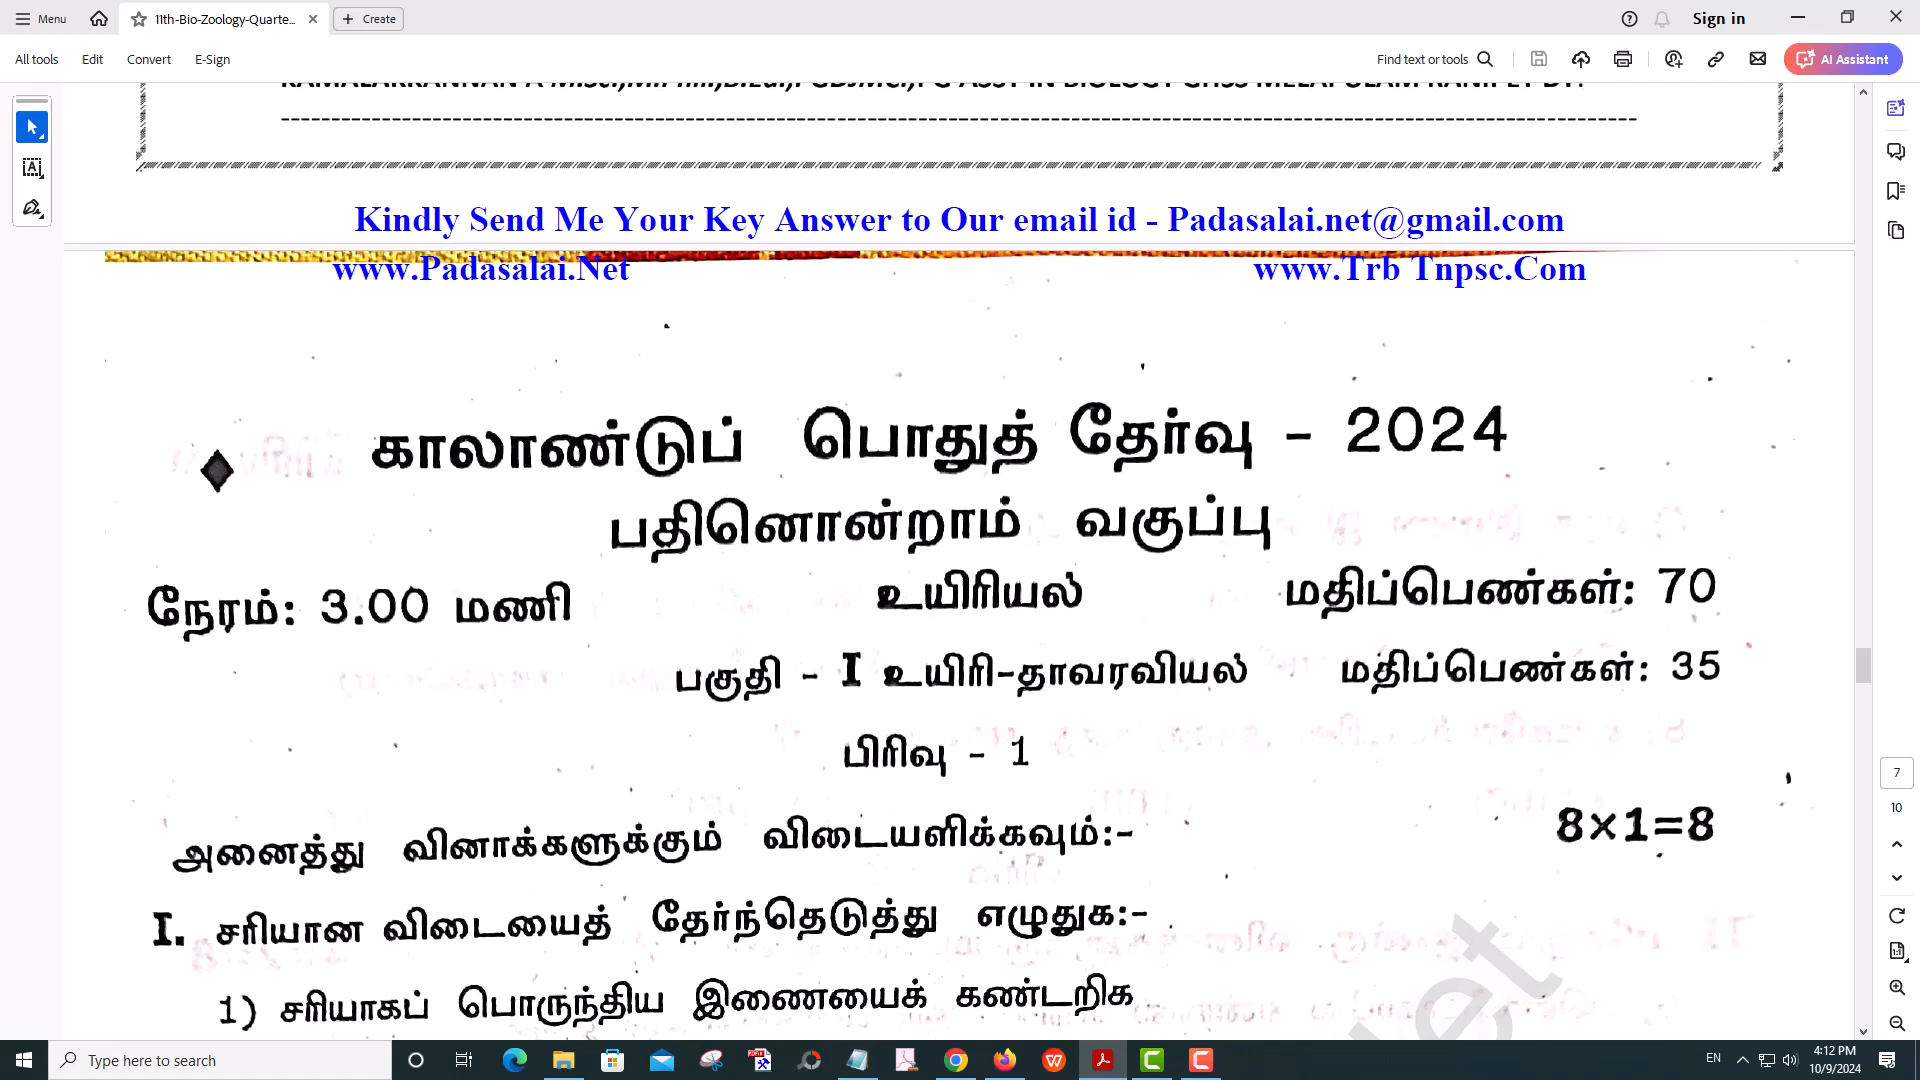 Menu
11th-Bio-Zoology-Quarte...
Create
Sign in
All tools
Edit
Convert
E-Sign
Find text or tools
AI Assistant
KAMALAKKANNAN A M.Sc.,
Kindly Send Me Your Key Answer to Our email id - Padasalai.net@gmail.com
www.Padasalai.Net
www.Trb Tnpsc.Com
காலாண்டுப் பொதுத் தேர்வு - 2024
பதினொன்றாம் வகுப்பு
நேரம்: 3.00 மணி உயிரியல் மதிப்பெண்கள்: 70
பகுதி - I உயிரி-தாவரவியல் மதிப்பெண்கள்: 35
பிரிவு - 1
அனைத்து வினாக்களுக்கும் விடையளிக்கவும்:- 8×1=8
I. சரியான விடையைத் தேர்ந்தெடுத்து எழுதுக:-
1) சரியாகப் பொருந்திய இணையைக் கண்டறிக
7
10
Type here to search
EN
4:12 PM
10/9/2024